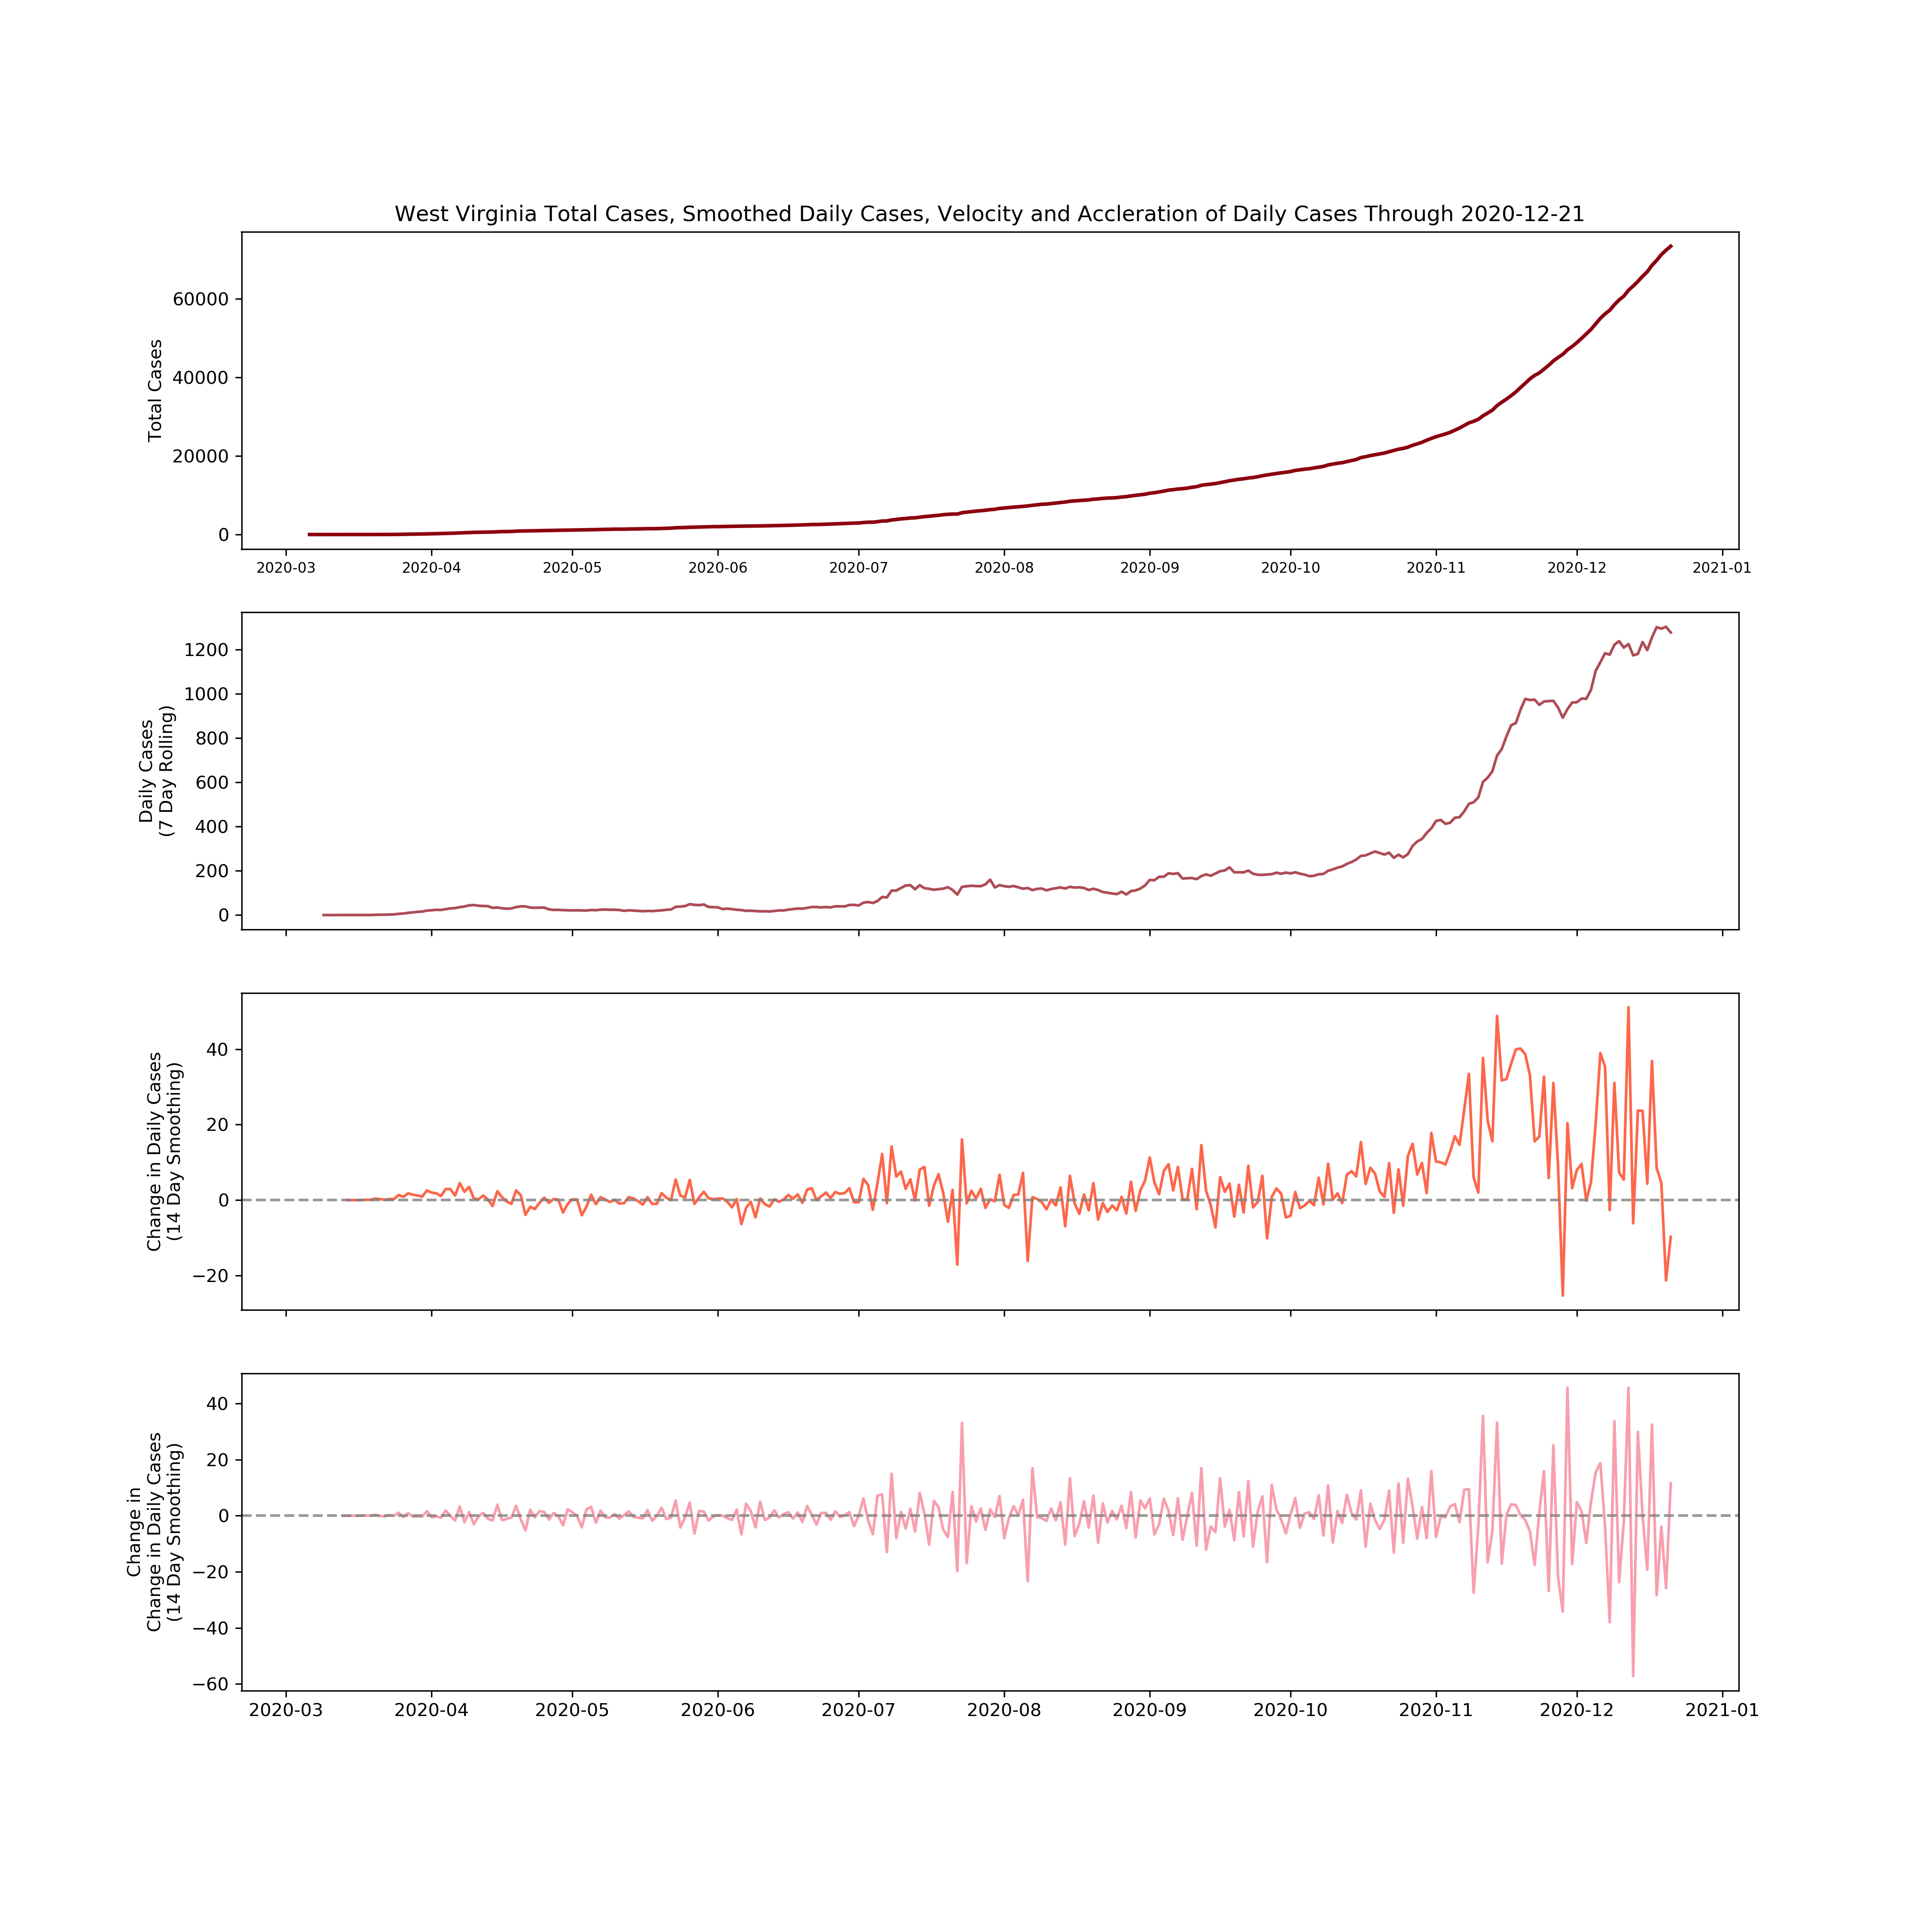 West Virginia Total Cases, Smoothed Daily Cases, Velocity and Accleration of Daily Cases Through 2020-12-21
Total Cases
60000
40000
20000
0
2020-03 2020-04 2020-05 2020-06 2020-07 2020-08 2020-09 2020-10 2020-11 2020-12 2021-01
Daily Cases
(7 Day Rolling)
1200
1000
800
600
400
200
0
Change in Daily Cases
(14 Day Smoothing)
40
20
0
−20
Change in
Change in Daily Cases
(14 Day Smoothing)
40
20
0
−20
−40
−60
2020-03 2020-04 2020-05 2020-06 2020-07 2020-08 2020-09 2020-10 2020-11 2020-12 2021-01